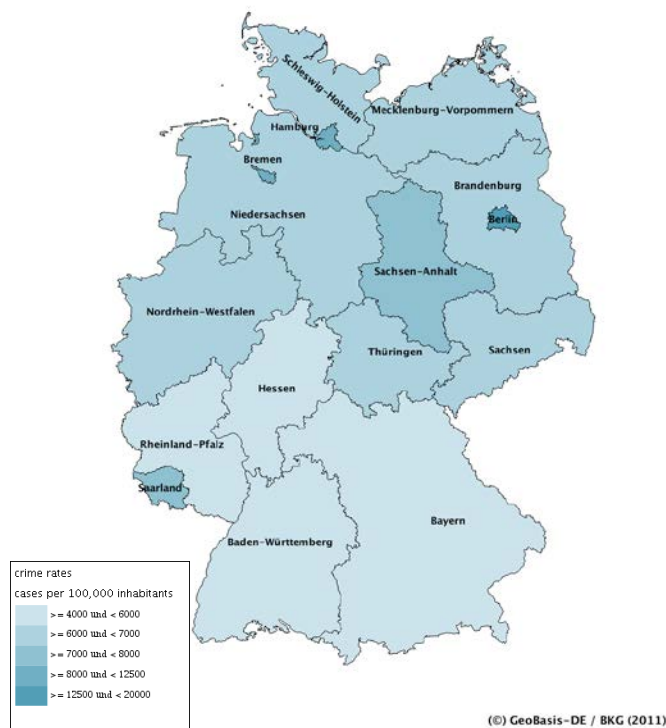 Schleswig-Holstein
Mecklenburg-Vorpommern
Hamburg
Bremen
Brandenburg
Niedersachsen
Berlin
Sachsen-Anhalt
Nordrhein-Westfalen
Thüringen
Sachsen
Hessen
Rheinland-Pfalz
Saarland
Bayern
Baden-Württemberg
crime rates
cases per 100,000 inhabitants
>= 4000 und < 6000
>= 6000 und < 7000
>= 7000 und < 8000
>= 8000 und < 12500
>= 12500 und < 20000
(c) GeoBasis-DE / BKG (2011)